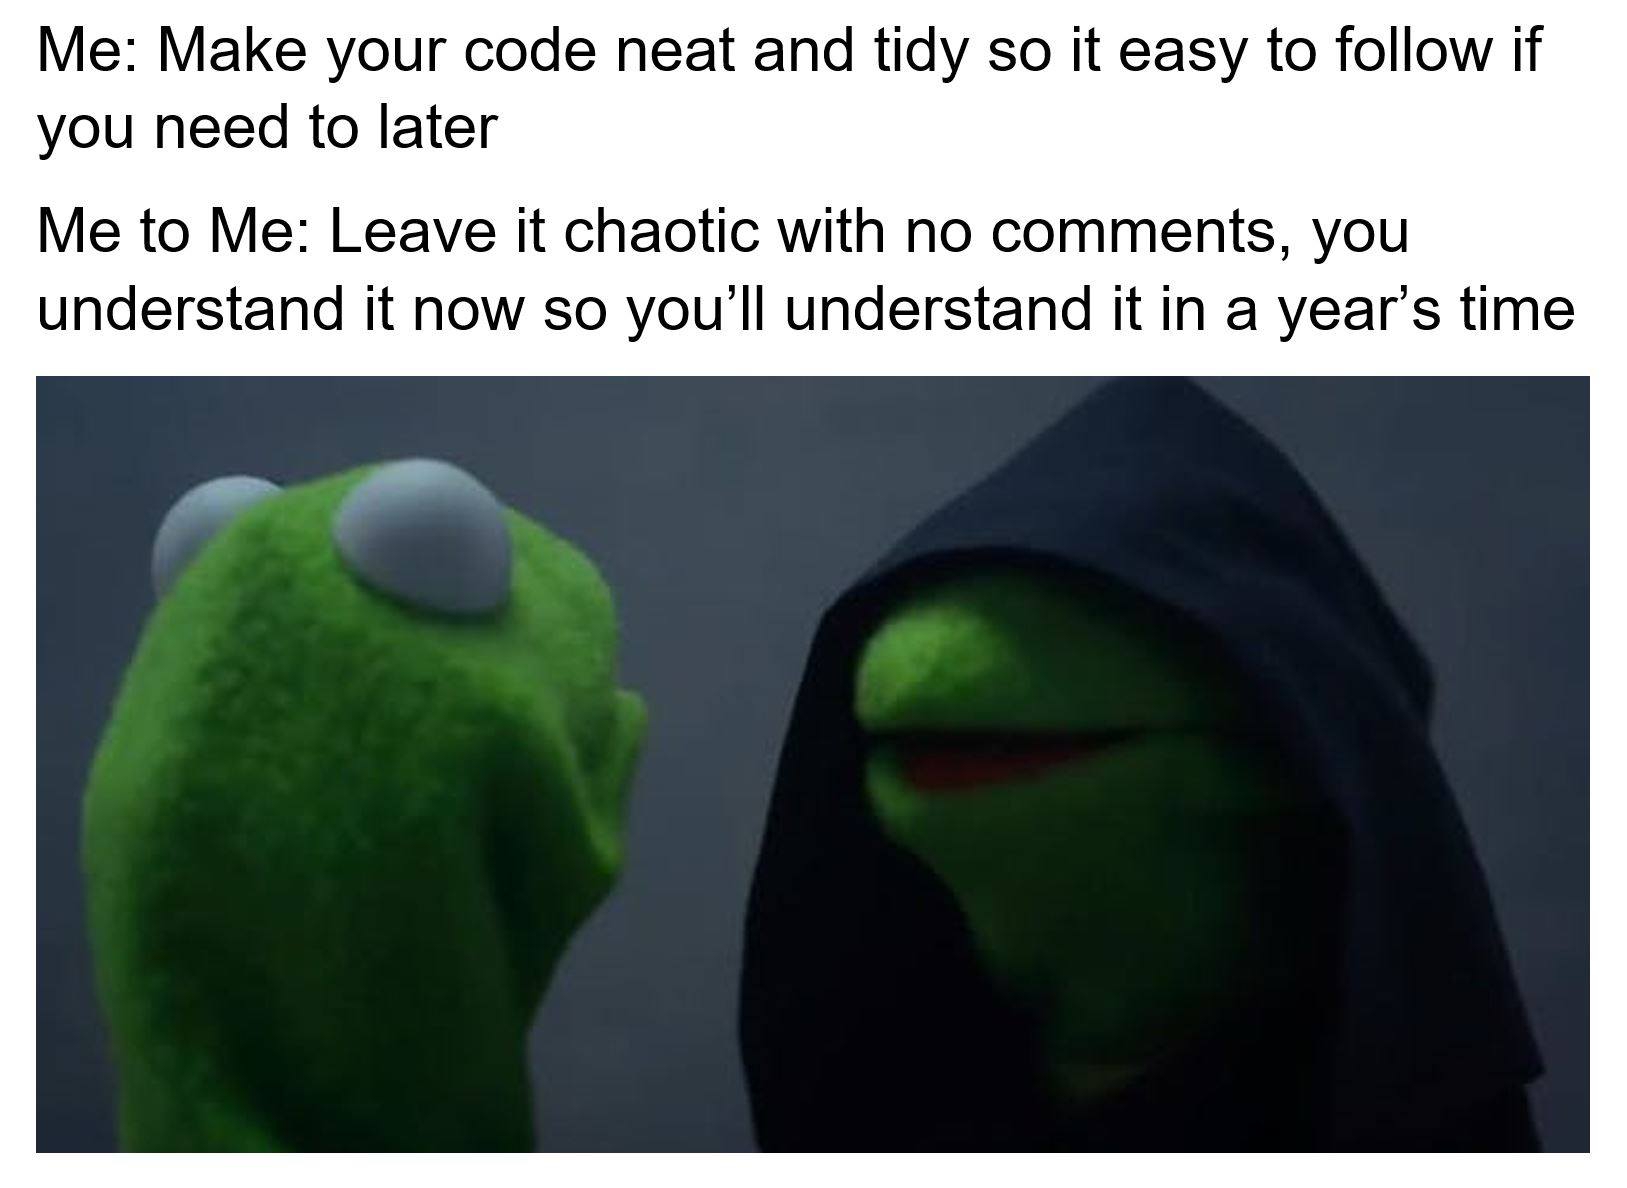 Me: Make your code neat and tidy so it easy to follow if
you need to later
Me to Me: Leave it chaotic with no comments, you
understand it now so you’ll understand it in a year’s time